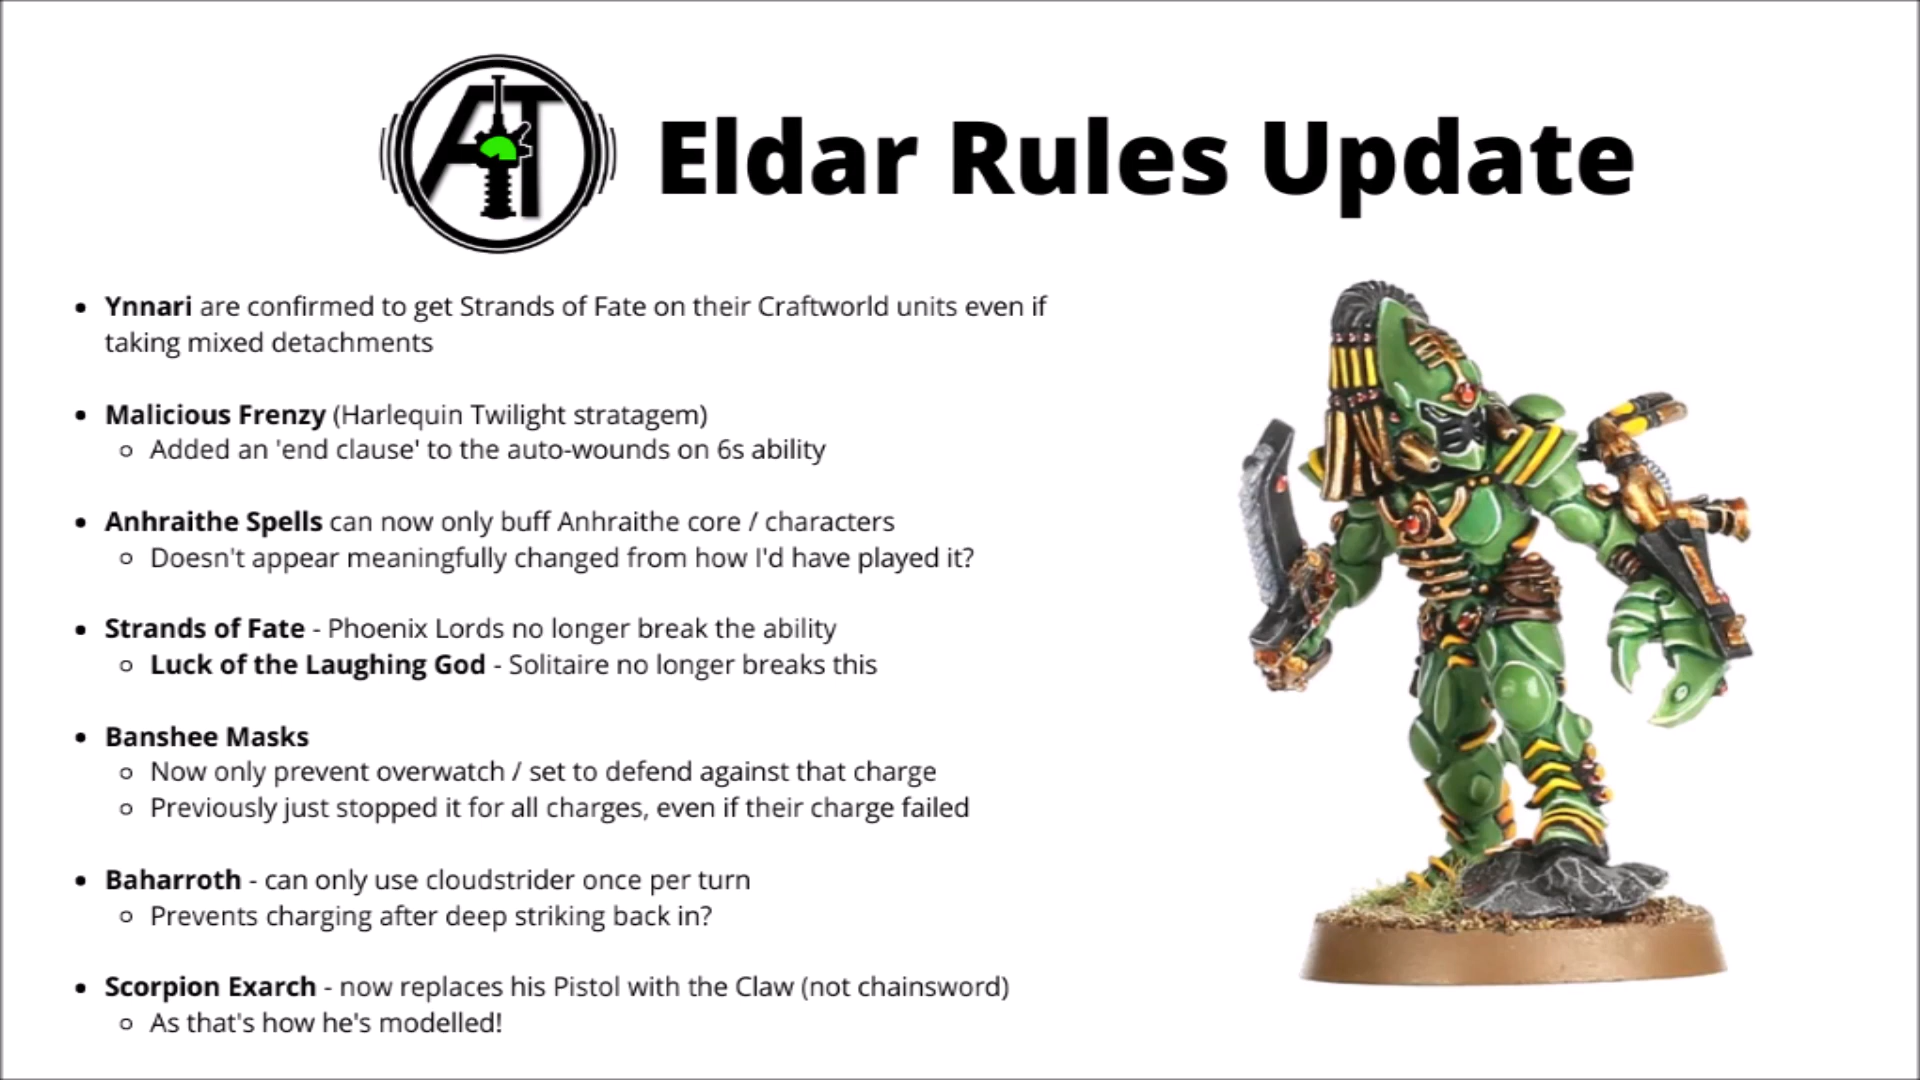 AT
Eldar Rules Update
• Ynnari are confirmed to get Strands of Fate on their Craftworld units even if
taking mixed detachments
• Malicious Frenzy (Harlequin Twilight stratagem)
○ Added an 'end clause' to the auto-wounds on 6s ability
• Anhraithe Spells can now only buff Anhraithe core / characters
○ Doesn't appear meaningfully changed from how I'd have played it?
• Strands of Fate - Phoenix Lords no longer break the ability
○ Luck of the Laughing God - Solitaire no longer breaks this
• Banshee Masks
○ Now only prevent overwatch / set to defend against that charge
○ Previously just stopped it for all charges, even if their charge failed
• Baharroth - can only use cloudstrider once per turn
○ Prevents charging after deep striking back in?
• Scorpion Exarch - now replaces his Pistol with the Claw (not chainsword)
○ As that's how he's modelled!